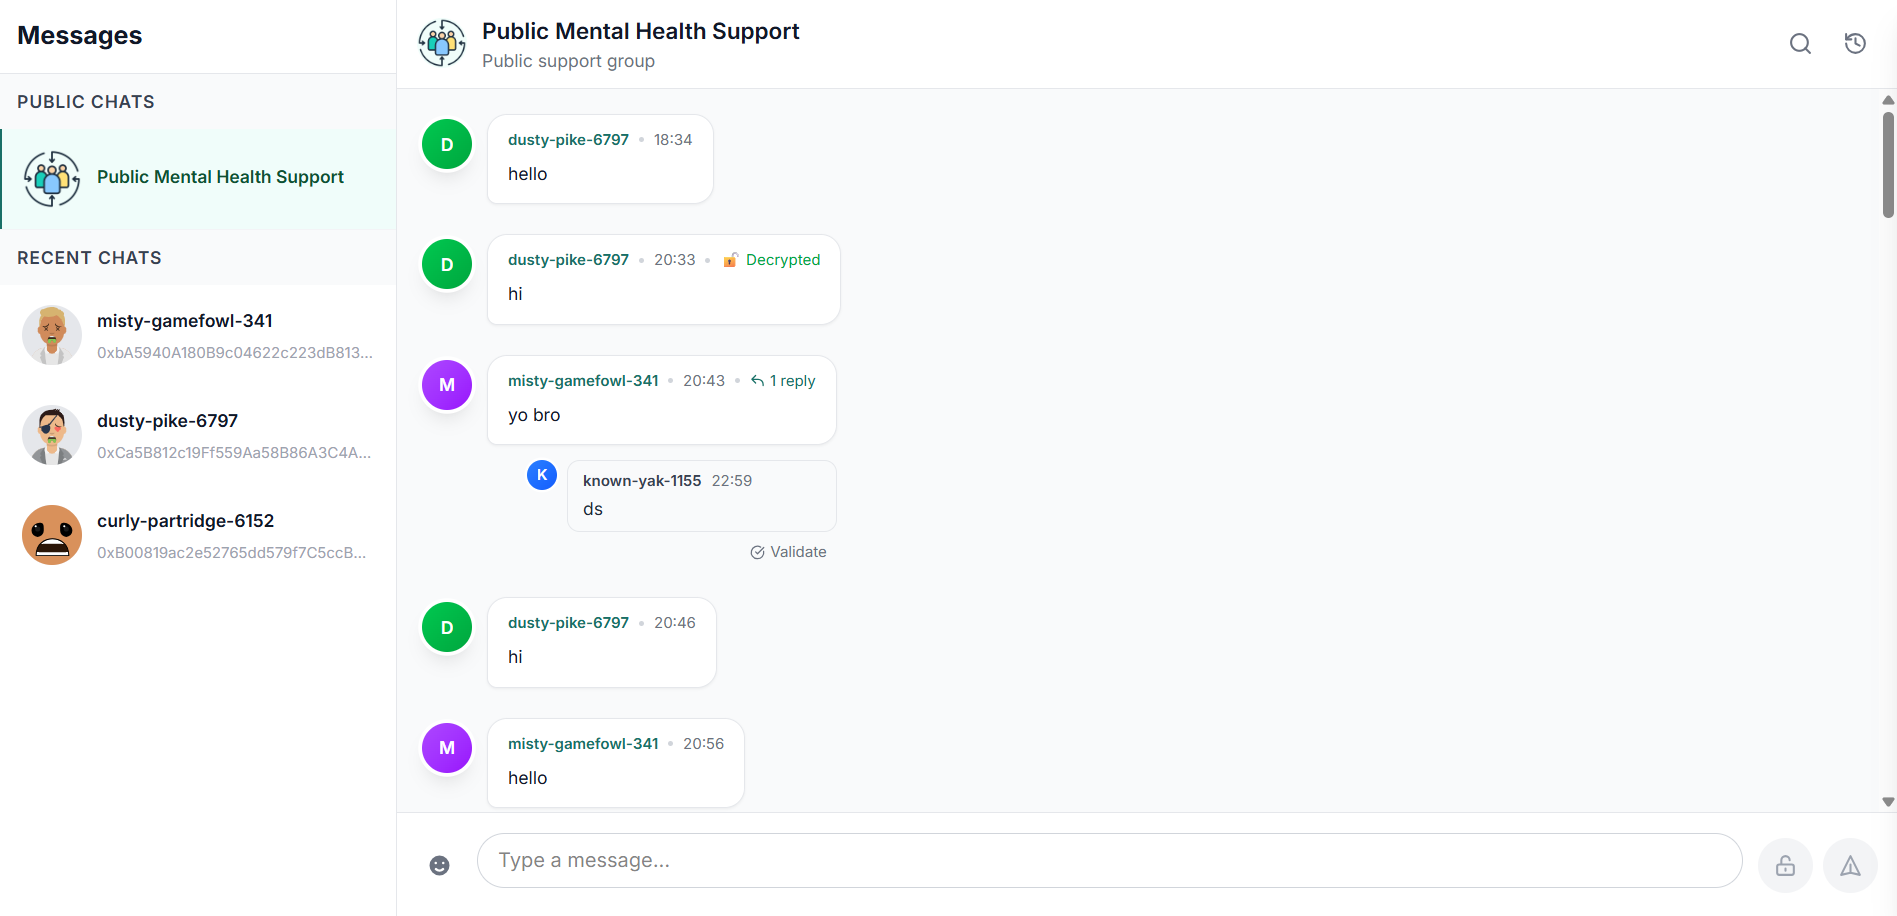 Messages
PUBLIC CHATS
Public Mental Health Support
RECENT CHATS
misty-gamefowl-341
0xbA5940A180B9c04622c223dB813...
dusty-pike-6797
0xCa5B812c19Ff559Aa58B86A3C4A...
curly-partridge-6152
0xB00819ac2e52765dd579f7C5ccB...
Public Mental Health Support
Public support group
D
dusty-pike-6797 • 18:34
hello
D
dusty-pike-6797 • 20:33 • Decrypted
hi
M
misty-gamefowl-341 • 20:43 • 1 reply
yo bro
K
known-yak-1155 22:59
ds
Validate
D
dusty-pike-6797 • 20:46
hi
M
misty-gamefowl-341 • 20:56
hello
Type a message...